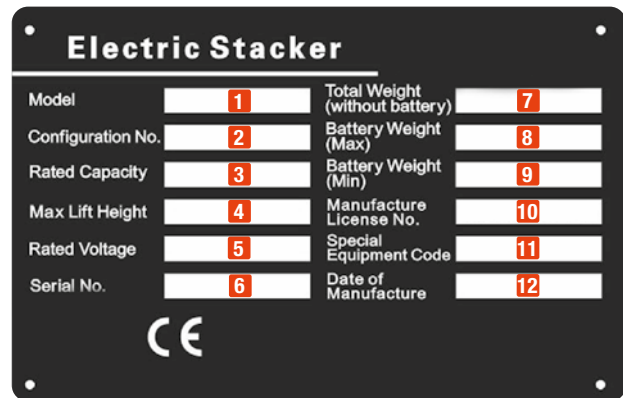 Electric Stacker
Model 1
Configuration No. 2
Rated Capacity 3
Max Lift Height 4
Rated Voltage 5
Serial No. 6
Total Weight
(without battery) 7
Battery Weight
(Max) 8
Battery Weight
(Min) 9
Manufacture
License No. 10
Special
Equipment Code 11
Date of
Manufacture 12
CE